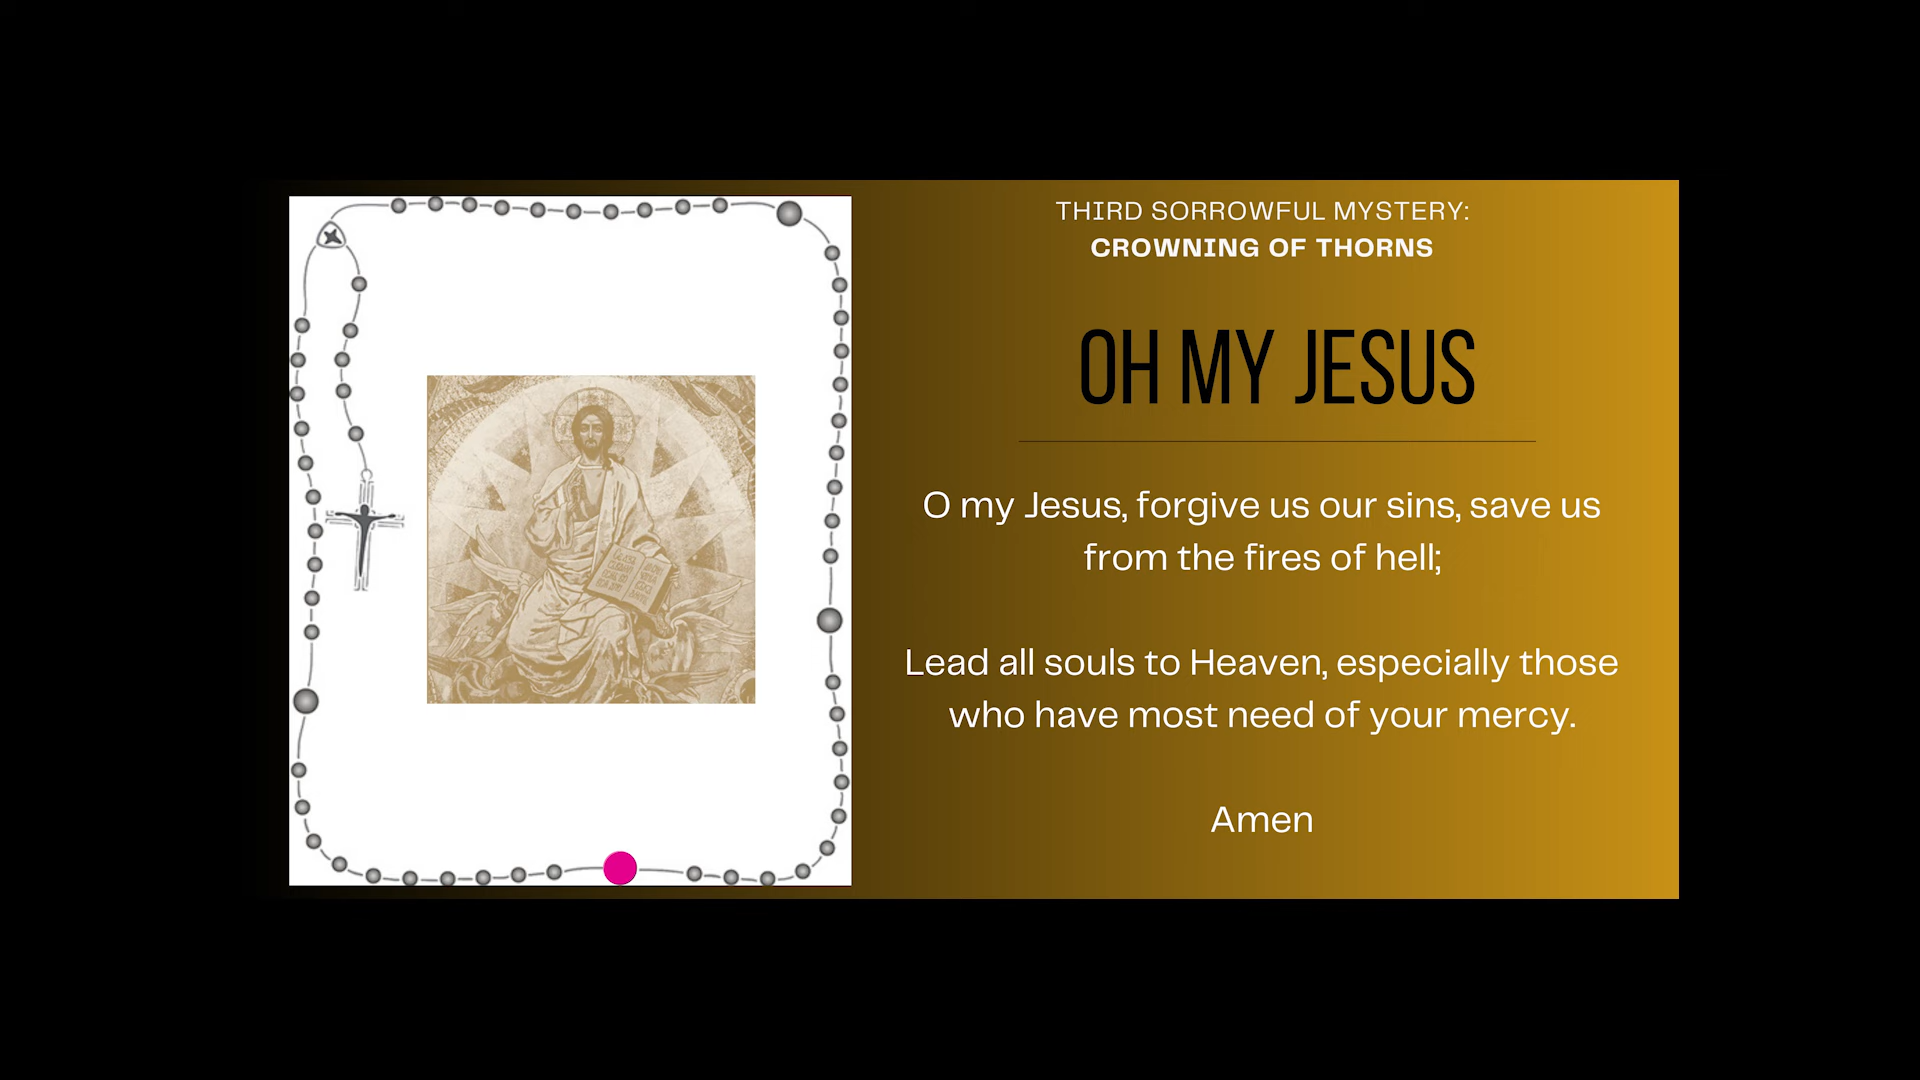 THIRD SORROWFUL MYSTERY:
CROWNING OF THORNS
OH MY JESUS
O my Jesus, forgive us our sins, save us
from the fires of hell;
Lead all souls to Heaven, especially those
who have most need of your mercy.
Amen